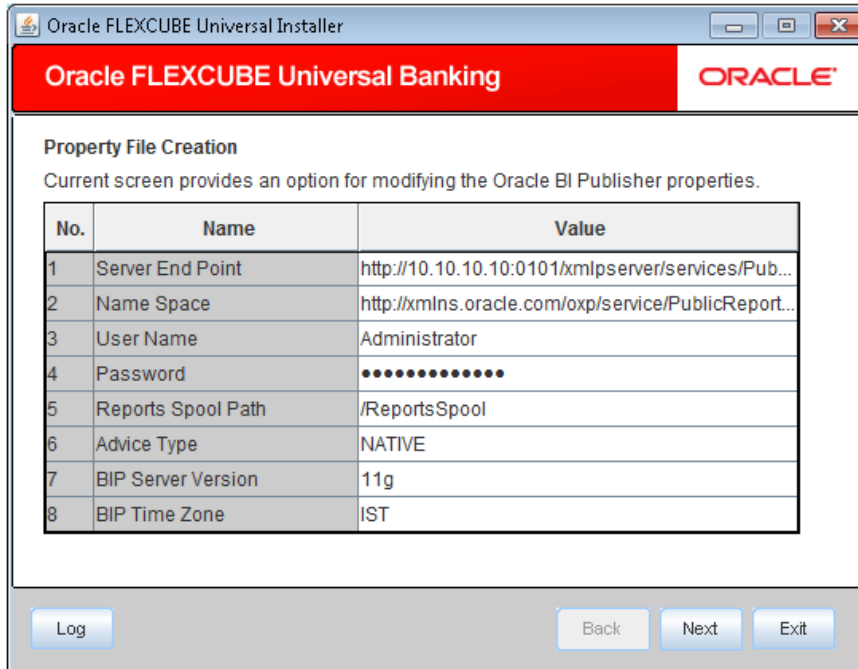 Oracle FLEXCUBE Universal Installer
Oracle FLEXCUBE Universal Banking
ORACLE
Property File Creation
Current screen provides an option for modifying the Oracle BI Publisher properties.
No. Name Value
1 Server End Point http://10.10.10.10:0101/xmlpserver/services/Pub...
2 Name Space http://xmlns.oracle.com/oxp/service/PublicReport...
3 User Name Administrator
4 Password •••••••••••••
5 Reports Spool Path /ReportsSpool
6 Advice Type NATIVE
7 BIP Server Version 11g
8 BIP Time Zone IST
Log Back Next Exit